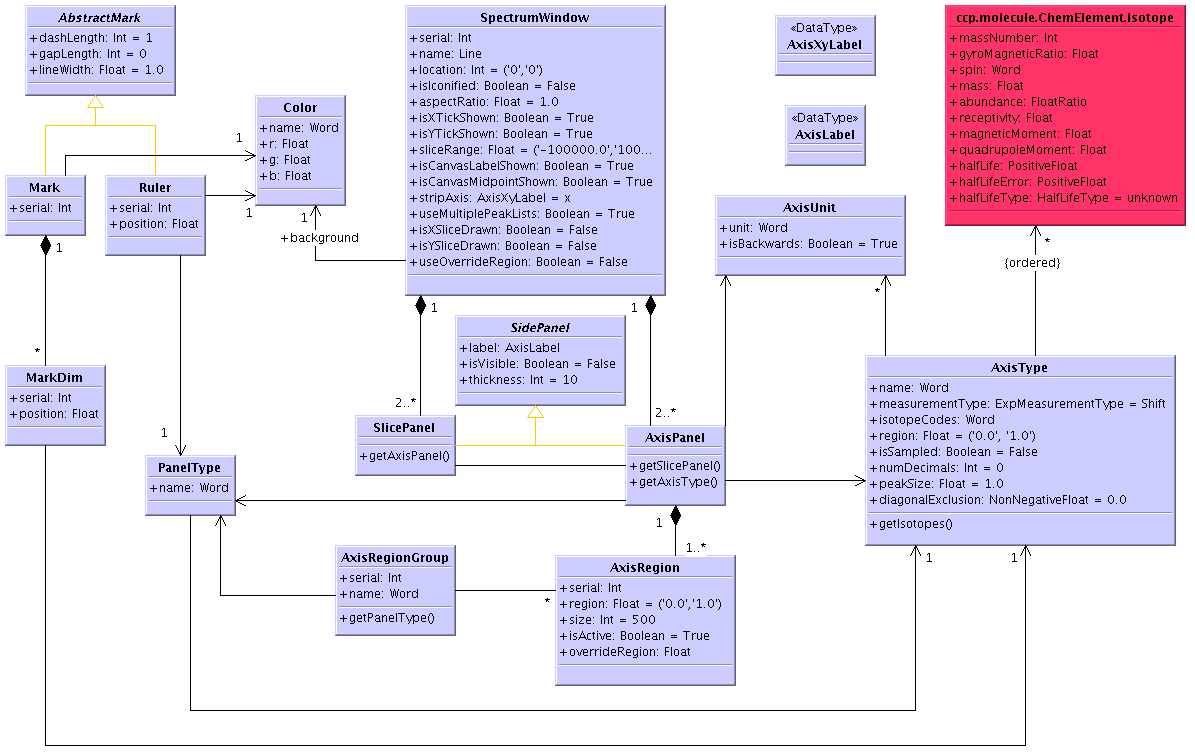 AbstractMark
+dashLength: Int = 1
+gapLength: Int = 0
+lineWidth: Float = 1.0
Color
+name: Word
+r: Float
+g: Float
+b: Float
1
1
Mark
+serial: Int
1
Ruler
+serial: Int
+position: Float
1
+background
SpectrumWindow
+serial: Int
+name: Line
+location: Int = ('0','0')
+isIconified: Boolean = False
+aspectRatio: Float = 1.0
+isXTickShown: Boolean = True
+isYTickShown: Boolean = True
+sliceRange: Float = ('-100000.0','100...
+isCanvasLabelShown: Boolean = True
+isCanvasMidpointShown: Boolean = True
+stripAxis: AxisXyLabel = x
+useMultiplePeakLists: Boolean = True
+isXSliceDrawn: Boolean = False
+isYSliceDrawn: Boolean = False
+useOverrideRegion: Boolean = False
1
1
«DataType»
AxisXyLabel
«DataType»
AxisLabel
ccp.molecule.ChemElement.Isotope
+massNumber: Int
+gyroMagneticRatio: Float
+spin: Word
+mass: Float
+abundance: FloatRatio
+receptivity: Float
+magneticMoment: Float
+quadrupoleMoment: Float
+halfLife: PositiveFloat
+halfLifeError: PositiveFloat
+halfLifeType: HalfLifeType = unknown
*
{ordered}
AxisUnit
+unit: Word
+isBackwards: Boolean = True
*
SidePanel
+label: AxisLabel
+isVisible: Boolean = False
+thickness: Int = 10
*
MarkDim
+serial: Int
+position: Float
2..*
SlicePanel
+getAxisPanel()
2..*
AxisPanel
+getSlicePanel()
+getAxisType()
1
AxisType
+name: Word
+measurementType: ExpMeasurementType = Shift
+isotopeCodes: Word
+region: Float = ('0.0', '1.0')
+isSampled: Boolean = False
+numDecimals: Int = 0
+peakSize: Float = 1.0
+diagonalExclusion: NonNegativeFloat = 0.0
+getIsotopes()
1
1
1
PanelType
+name: Word
AxisRegionGroup
+serial: Int
+name: Word
+getPanelType()
*
1..*
AxisRegion
+serial: Int
+region: Float = ('0.0','1.0')
+size: Int = 500
+isActive: Boolean = True
+overrideRegion: Float